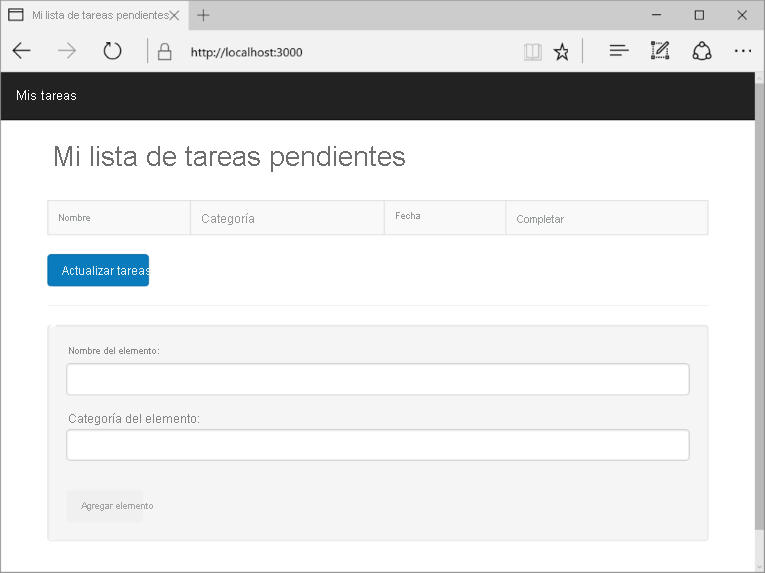 Mi lista de tareas pendientes
http://localhost:3000
Mis tareas
Mi lista de tareas pendientes
Nombre Categoría Fecha Completar
Actualizar tareas
Nombre del elemento:
Categoría del elemento:
Agregar elemento